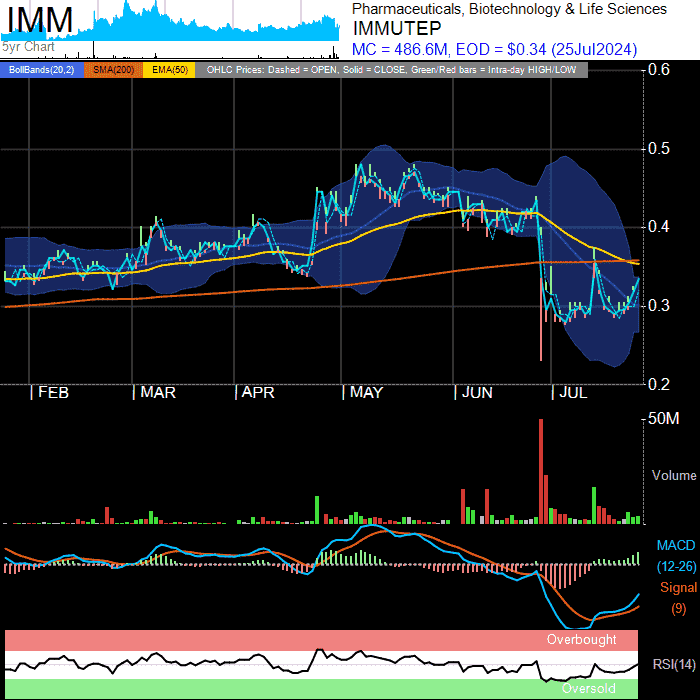 IMM
5yr Chart
Pharmaceuticals, Biotechnology & Life Sciences
IMMUTEP
MC = 486.6M, EOD = $0.34 (25Jul2024)
BollBands(20,2) SMA(200) EMA(50) OHLC Prices: Dashed = OPEN, Solid = CLOSE, Green/Red bars = Intra-day HIGH/LOW
0.6
0.5
0.4
0.3
0.2
| FEB | MAR | APR | MAY | JUN | JUL
50M
Volume
MACD
(12-26)
Signal
(9)
Overbought
RSI(14)
Oversold